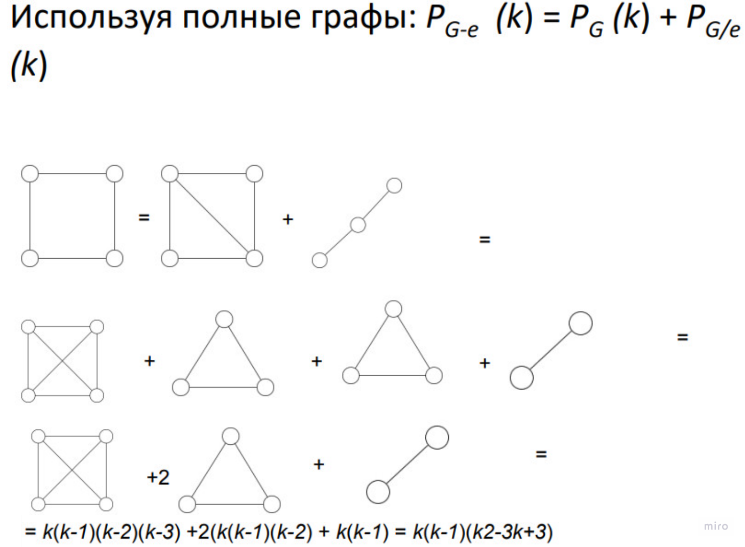 Используя полные графы: P_{G-e} (k) = P_G (k) + P_{G/e}
(k)
= + =
+ + + =
+2 + =
= k(k-1)(k-2)(k-3) +2(k(k-1)(k-2) + k(k-1) = k(k-1)(k2-3k+3)
miro